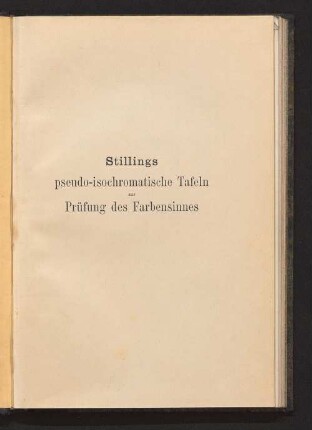 Stillings
pseudo-isochromatische Tafeln
zur
Prüfung des Farbensinnes